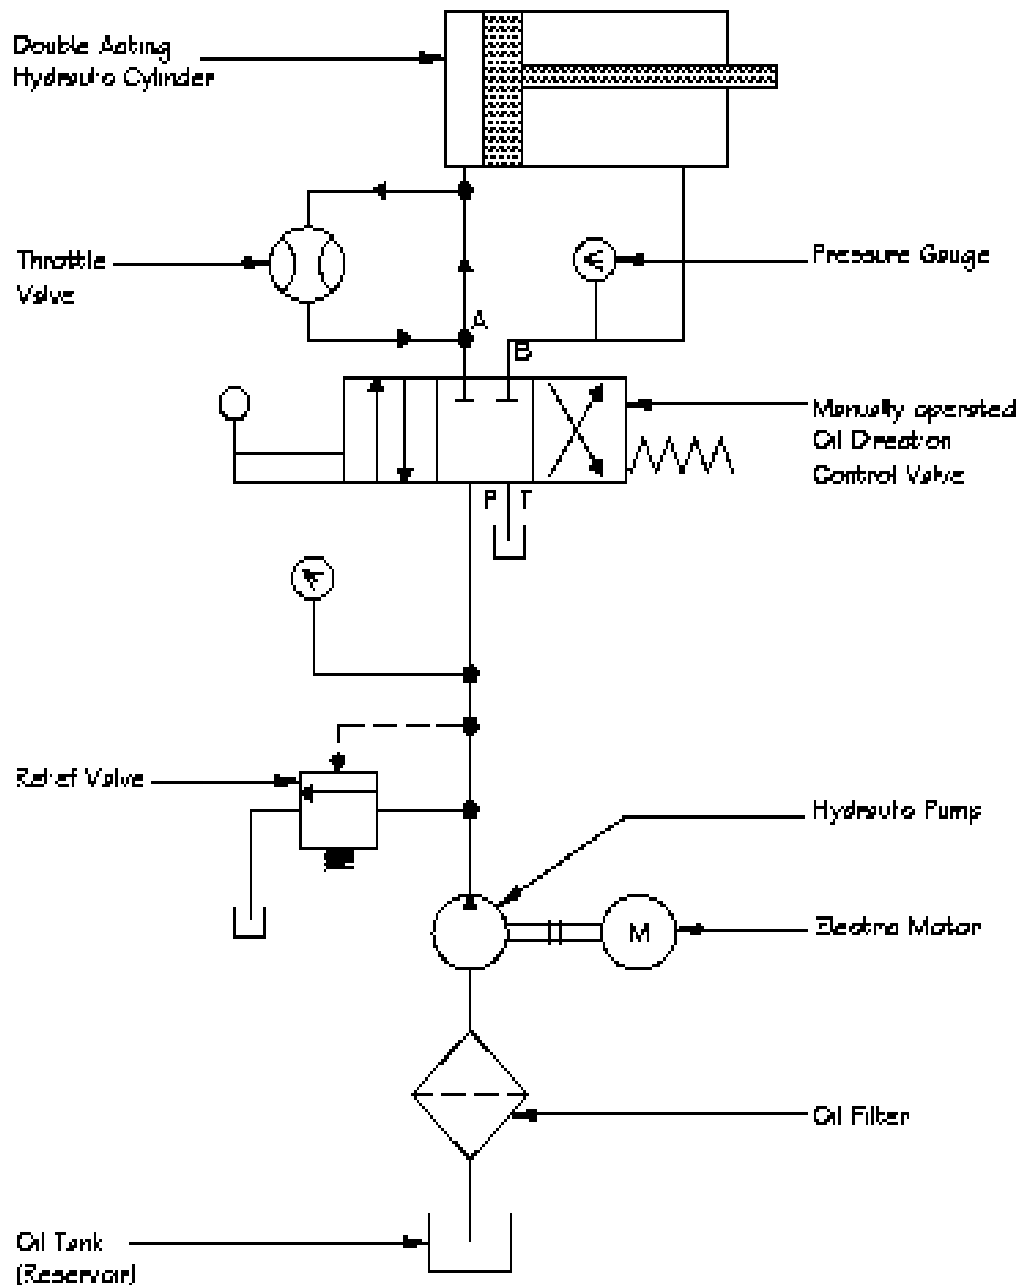 Double Acting
Hydraulic Cylinder
Throttle
Valve
Pressure Gauge
A
B
Manually operated
Oil Direction
Control Valve
P T
Relief Valve
Hydraulic Pump
M
Electric Motor
Oil Filter
Oil Tank
(Reservoir)